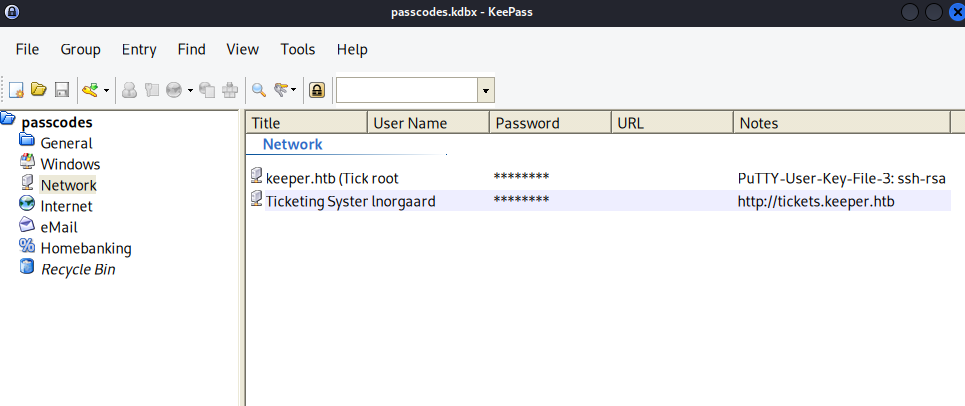 passcodes.kdbx - KeePass
File Group Entry Find View Tools Help
passcodes
General
Windows
Network
Internet
eMail
Homebanking
Recycle Bin
Title User Name Password URL Notes
Network
keeper.htb (Tick root ******** PuTTY-User-Key-File-3: ssh-rsa
Ticketing Syster lnorgaard ******** http://tickets.keeper.htb